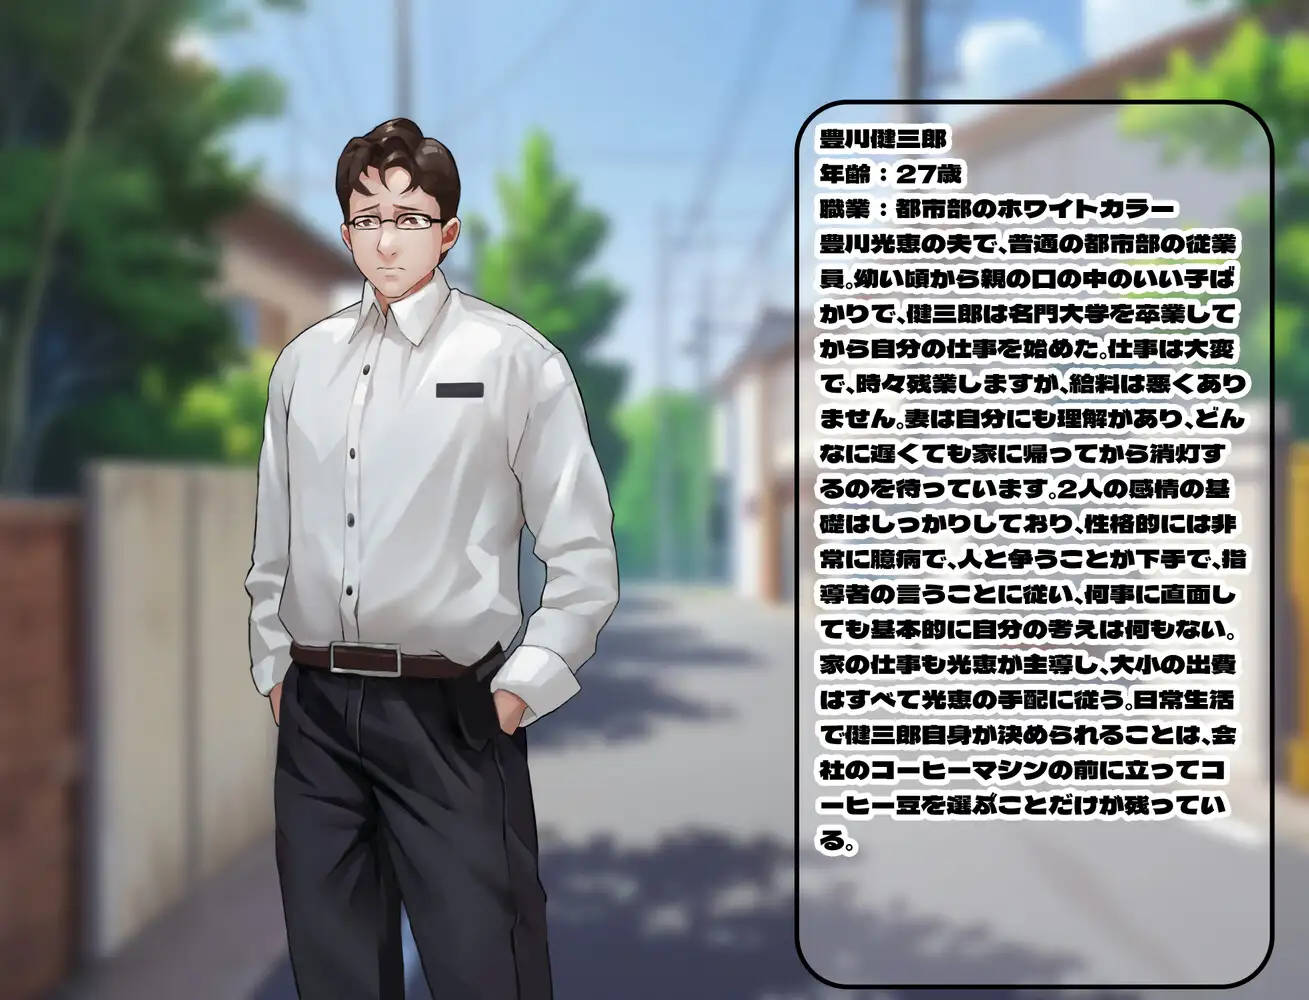 豊川健三郎
年齢：27歳
職業：都市部のホワイトカラー
豊川光恵の夫で、普通の都市部の従業
員。幼い頃から親の口の中のいい子ば
かりで、健三郎は名門大学を卒業して
から自分の仕事を始めた。仕事は大変
で、時々残業しますが、給料は悪くあり
ません。妻は自分にも理解があり、どん
なに遅くても家に帰ってから消灯す
るのを待っています。2人の感情の基
礎はしっかりしており、性格的には非
常に臆病で、人と争うことが下手で、指
導者の言うことに従い、何事に直面し
ても基本的に自分の考えは何もない。
家の仕事も光恵が主導し、大小の出費
はすべて光恵の手配に従う。日常生活
で健三郎自身が決められることは、会
社のコーヒーマシンの前に立ってコ
ーヒー豆を選ぶことだけが残ってい
る。